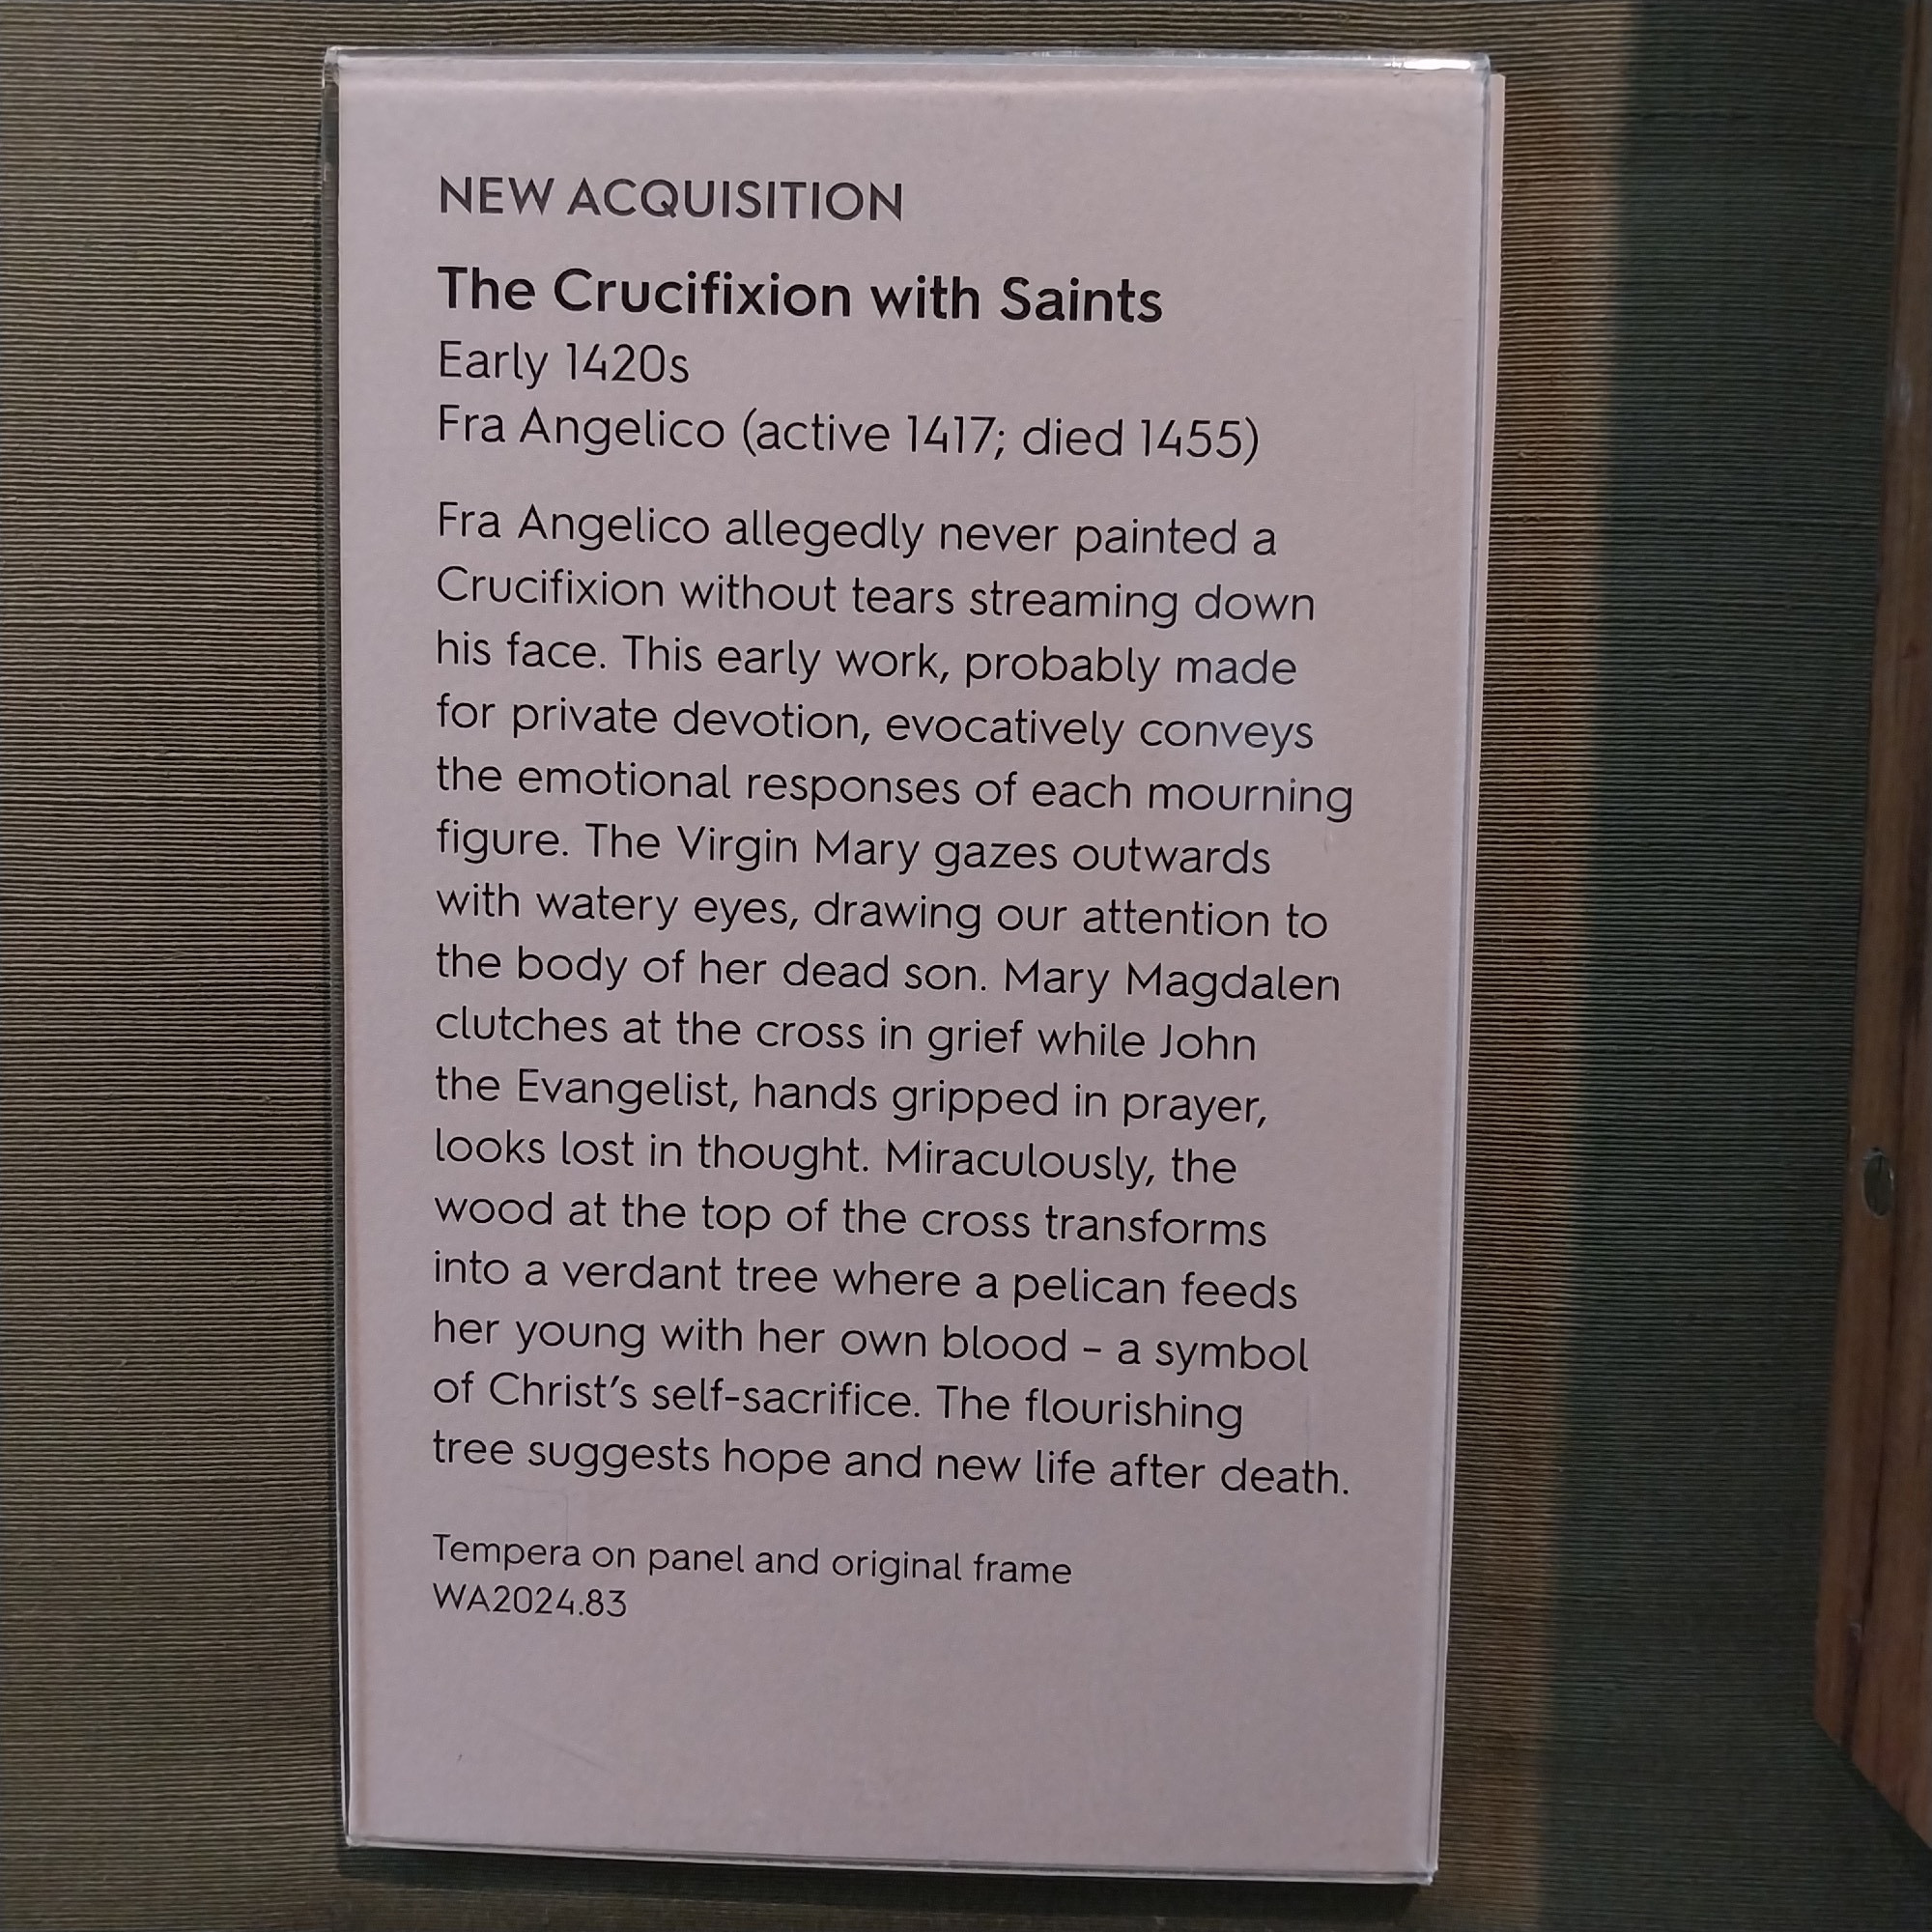 NEW ACQUISITION
The Crucifixion with Saints
Early 1420s
Fra Angelico (active 1417; died 1455)
Fra Angelico allegedly never painted a
Crucifixion without tears streaming down
his face. This early work, probably made
for private devotion, evocatively conveys
the emotional responses of each mourning
figure. The Virgin Mary gazes outwards
with watery eyes, drawing our attention to
the body of her dead son. Mary Magdalen
clutches at the cross in grief while John
the Evangelist, hands gripped in prayer,
looks lost in thought. Miraculously, the
wood at the top of the cross transforms
into a verdant tree where a pelican feeds
her young with her own blood – a symbol
of Christ’s self-sacrifice. The flourishing
tree suggests hope and new life after death.
Tempera on panel and original frame
WA2024.83